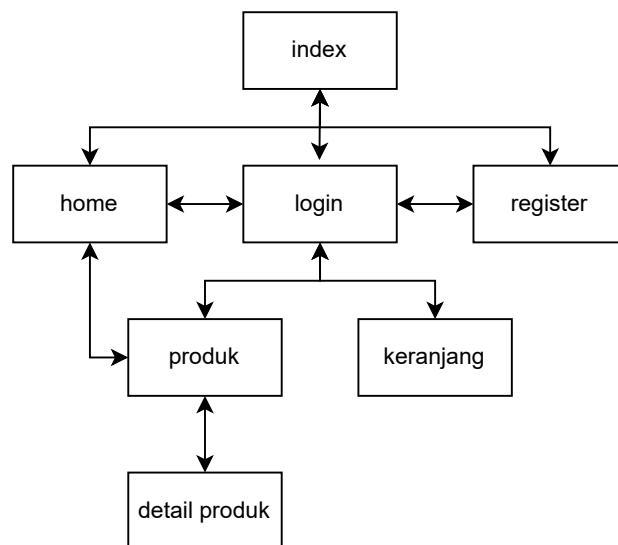 index
home
login
register
produk
keranjang
detail produk